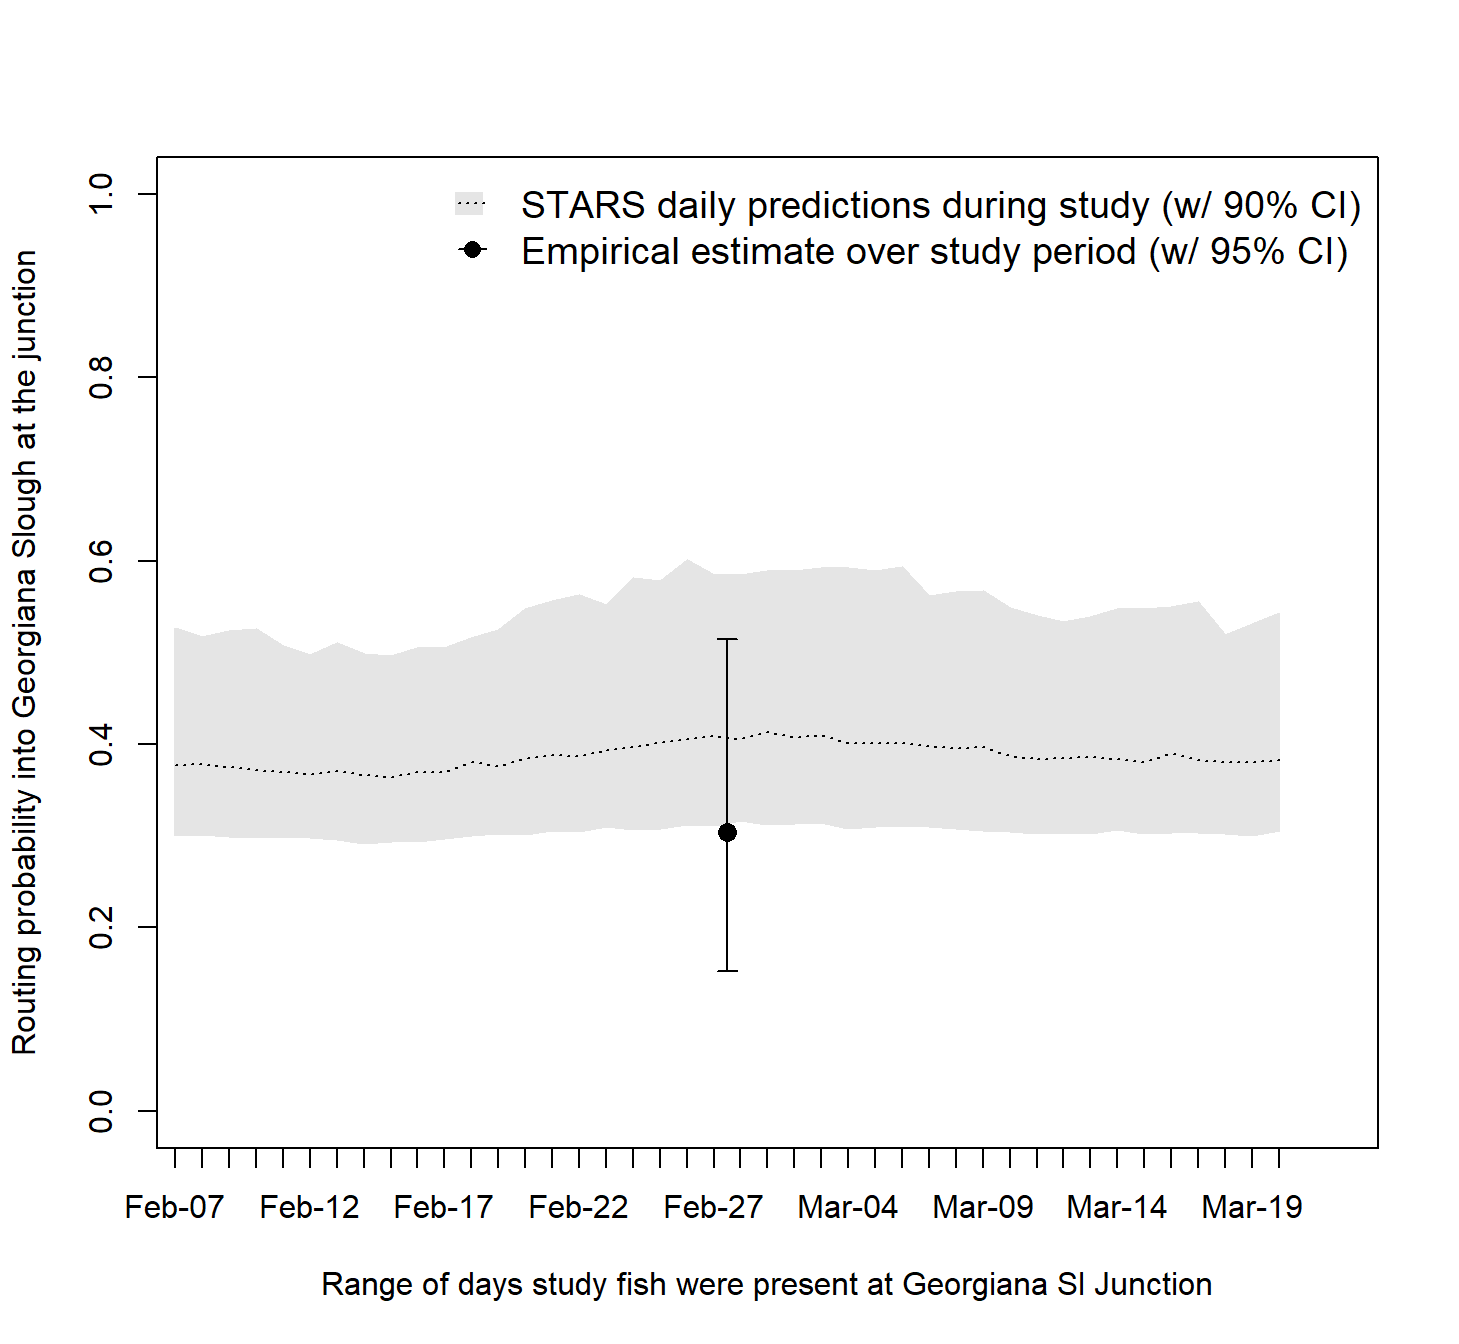 STARS daily predictions during study (w/ 90% CI)
Empirical estimate over study period (w/ 95% CI)
Routing probability into Georgiana Slough at the junction
1.0
0.8
0.6
0.4
0.2
0.0
Feb-07 Feb-12 Feb-17 Feb-22 Feb-27 Mar-04 Mar-09 Mar-14 Mar-19
Range of days study fish were present at Georgiana Sl Junction